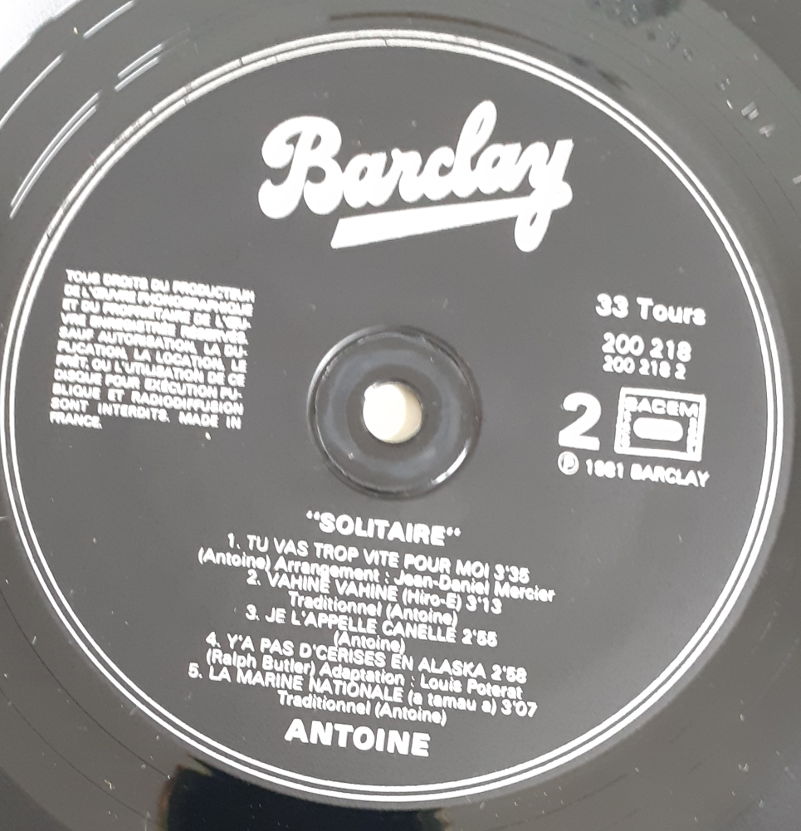 Barclay
TOUS DROITS DU PRODUCTEUR
DE L'ŒUVRE PHONOGRAPHIQUE
ET DU PROPRIÉTAIRE DE L'ŒU-
VRE ENREGISTRÉE RÉSERVÉS.
SAUF AUTORISATION, LA DU-
PLICATION, LA LOCATION, LE
PRÊT, OU L'UTILISATION DE CE
DISQUE POUR EXÉCUTION PU-
BLIQUE ET RADIODIFFUSION
SONT INTERDITS. MADE IN
FRANCE.
33 Tours
200 218
200 218 2
2 SACEM
℗ 1981 BARCLAY
"SOLITAIRE"
1. TU VAS TROP VITE POUR MOI 3'35
(Antoine) Arrangement : Jean-Daniel Mercier
2. VAHINE VAHINE (Hiro-E) 3'13
Traditionnel (Antoine)
3. JE L'APPELLE CANELLE 2'55
(Antoine)
4. Y'A PAS D'CERISES EN ALASKA 2'58
(Ralph Butler) Adaptation : Louis Poterat
5. LA MARINE NATIONALE (a tamau a) 3'07
Traditionnel (Antoine)
ANTOINE